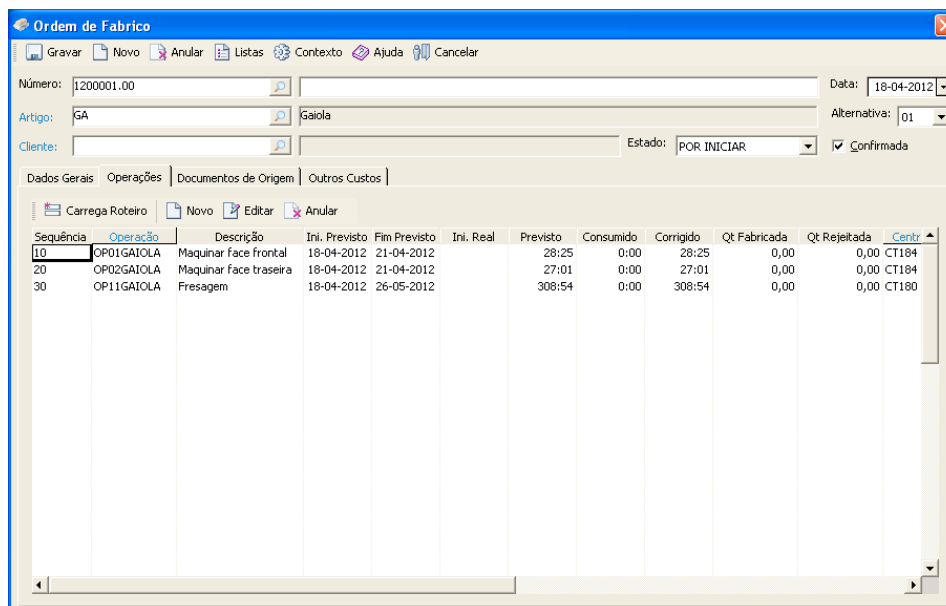 Ordem de Fabrico
Gravar Novo Anular Listas Contexto Ajuda Cancelar
Número: 1200001.00 Data: 18-04-2012
Artigo: GA Gaiola Alternativa: 01
Cliente: Estado: POR INICIAR Confirmada
Dados Gerais Operações Documentos de Origem Outros Custos
Carrega Roteiro Novo Editar Anular
Sequência Operação Descrição Ini. Previsto Fim Previsto Ini. Real Previsto Consumido Corrigido Qt Fabricada Qt Rejeitada Centr
10 OP01GAIOLA Maquinar face frontal 18-04-2012 21-04-2012 28:25 0:00 28:25 0,00 0,00 CT184
20 OP02GAIOLA Maquinar face traseira 18-04-2012 21-04-2012 27:01 0:00 27:01 0,00 0,00 CT184
30 OP11GAIOLA Fresagem 18-04-2012 26-05-2012 308:54 0:00 308:54 0,00 0,00 CT180